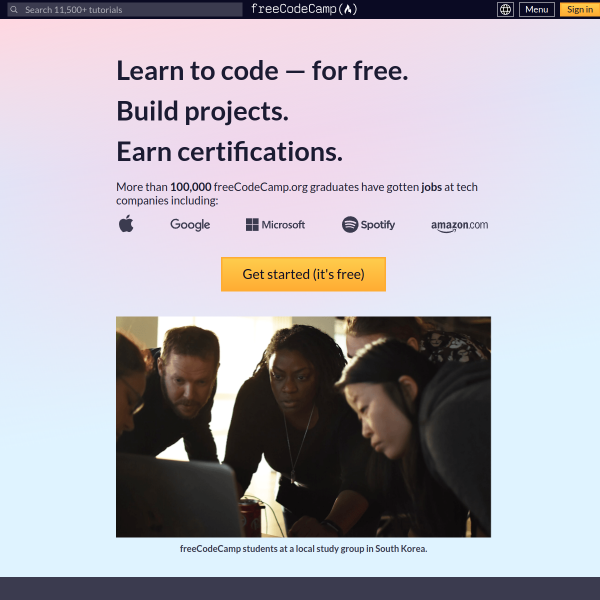 Search 11,500+ tutorials
freeCodeCamp(🔥)
Menu
Sign in
Learn to code — for free.
Build projects.
Earn certifications.
More than 100,000 freeCodeCamp.org graduates have gotten jobs at tech
companies including:
Google
Microsoft
Spotify
amazon.com
Get started (it's free)
freeCodeCamp students at a local study group in South Korea.